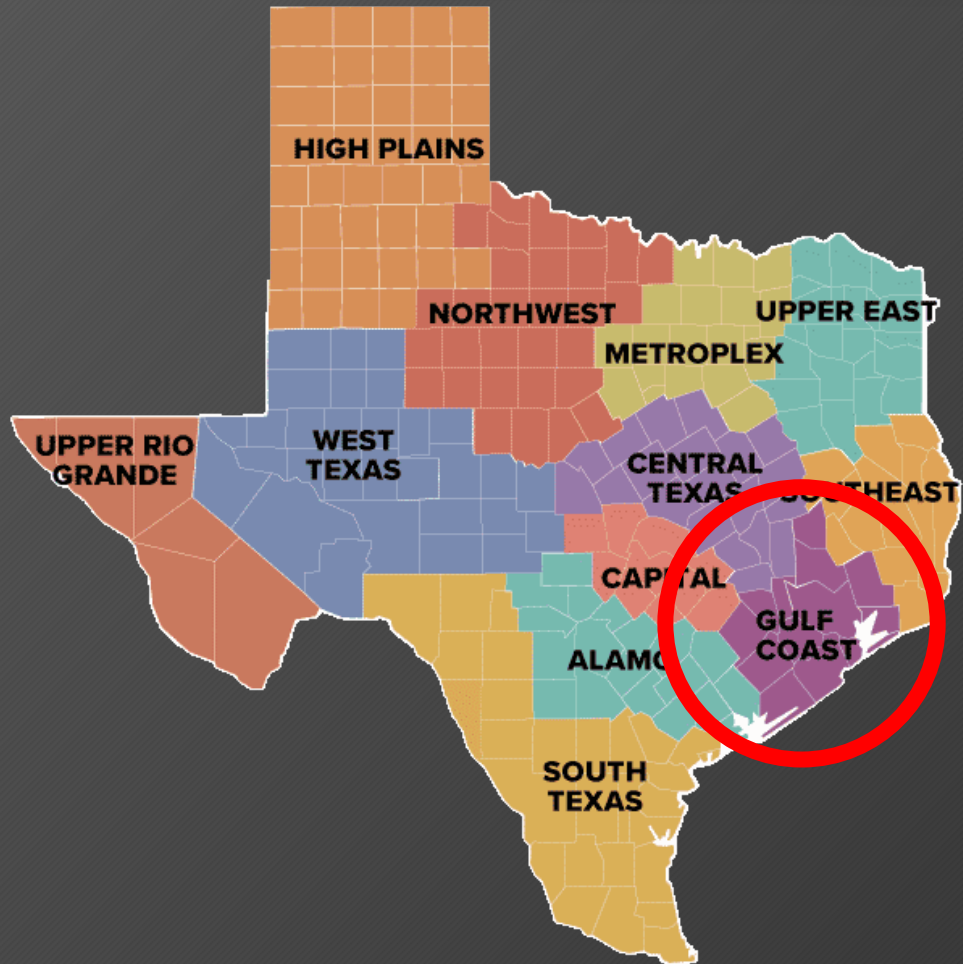 HIGH PLAINS
NORTHWEST
UPPER EAST
METROPLEX
UPPER RIO
GRANDE
WEST
TEXAS
CENTRAL
TEXAS
SOUTHEAST
CAPITAL
GULF
COAST
ALAMO
SOUTH
TEXAS